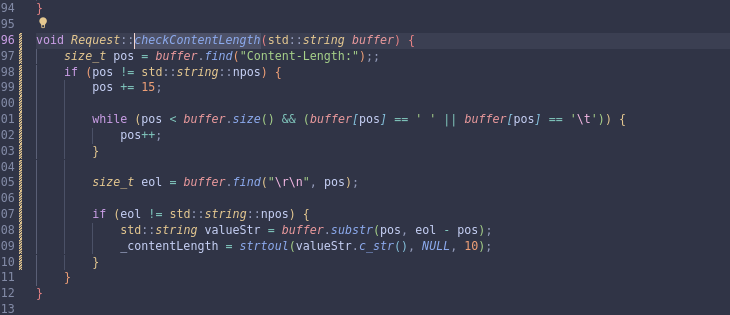 94 }
95
96 void Request::checkContentLength(std::string buffer) {
97     size_t pos = buffer.find("Content-Length:");;
98     if (pos != std::string::npos) {
99         pos += 15;
00
01         while (pos < buffer.size() && (buffer[pos] == ' ' || buffer[pos] == '\t')) {
02             pos++;
03         }
04
05         size_t eol = buffer.find("\r\n", pos);
06
07         if (eol != std::string::npos) {
08             std::string valueStr = buffer.substr(pos, eol - pos);
09             _contentLength = strtoul(valueStr.c_str(), NULL, 10);
10         }
11     }
12 }
13